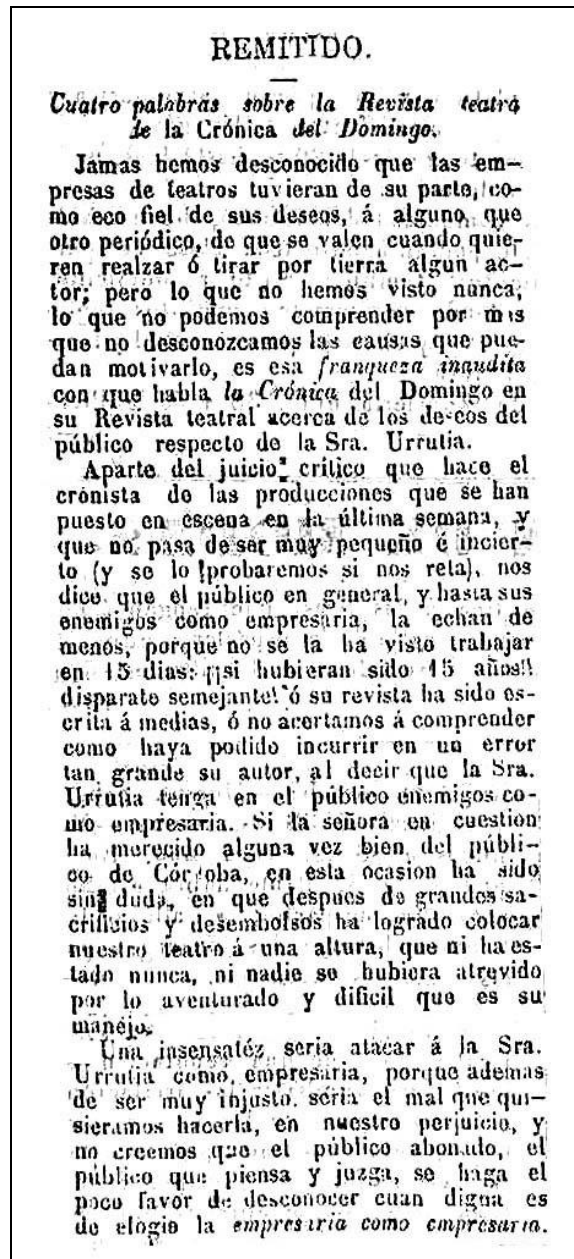 REMITIDO.
Cuatro palabras sobre la Revista teatra
de la Crónica del Domingo.
Jamas hemos desconocido que las em-
presas de teatros tuvieran de su parte, co-
mo eco fiel de sus deseos, á alguno que
otro periódico, de que se valen cuando quie-
ren realzar ó tirar por tierra algun ac-
tor; pero lo que no hemos visto nunca,
lo que no podemos comprender por mas
que no desconozcamos las causas que pue-
dan motivarlo, es esa franqueza inaudita
con que habla la Crónica del Domingo en
su Revista teatral acerca de los deseos del
público respecto de la Sra. Urrutia.
Aparte del juicio crítico que hace el
cronista de las producciones que se han
puesto en escena en la última semana, y
que no pasa de ser muy pequeño é incier-
to (y se lo probaremos si nos reta), nos
dice que el público en general, y hasta sus
enemigos como empresaria, la echan de
menos, porque no se la ha visto trabajar
en 15 dias: ¡¡si hubieran sido 15 años!!
disparate semejante! ó su revista ha sido es-
crita á medias, ó no acertamos á comprender
como haya podido incurrir en un error
tan grande su autor, al decir que la Sra.
Urrutia tenga en el público enemigos co-
mo empresaria. Si la señora en cuestion
ha merecido alguna vez bien del públi-
co de Córdoba, en esta ocasion ha sido
sin duda, en que despues de grandes sa-
crificios y desembolsos ha logrado colocar
nuestro teatro á una altura, que ni ha es-
tado nunca, ni nadie se hubiera atrevido
por lo aventurado y dificil que es su
manejo.
Una insensatéz seria atacar á la Sra.
Urrutia como empresaria, porque ademas
de ser muy injusto, seria el mal que qui-
sieramos hacerla, en nuestro perjuicio, y
no creemos que el público abonado, el
público que piensa y juzga, se haga el
poco favor de desconocer cuan digna es
de elogio la empresaria como empresaria.